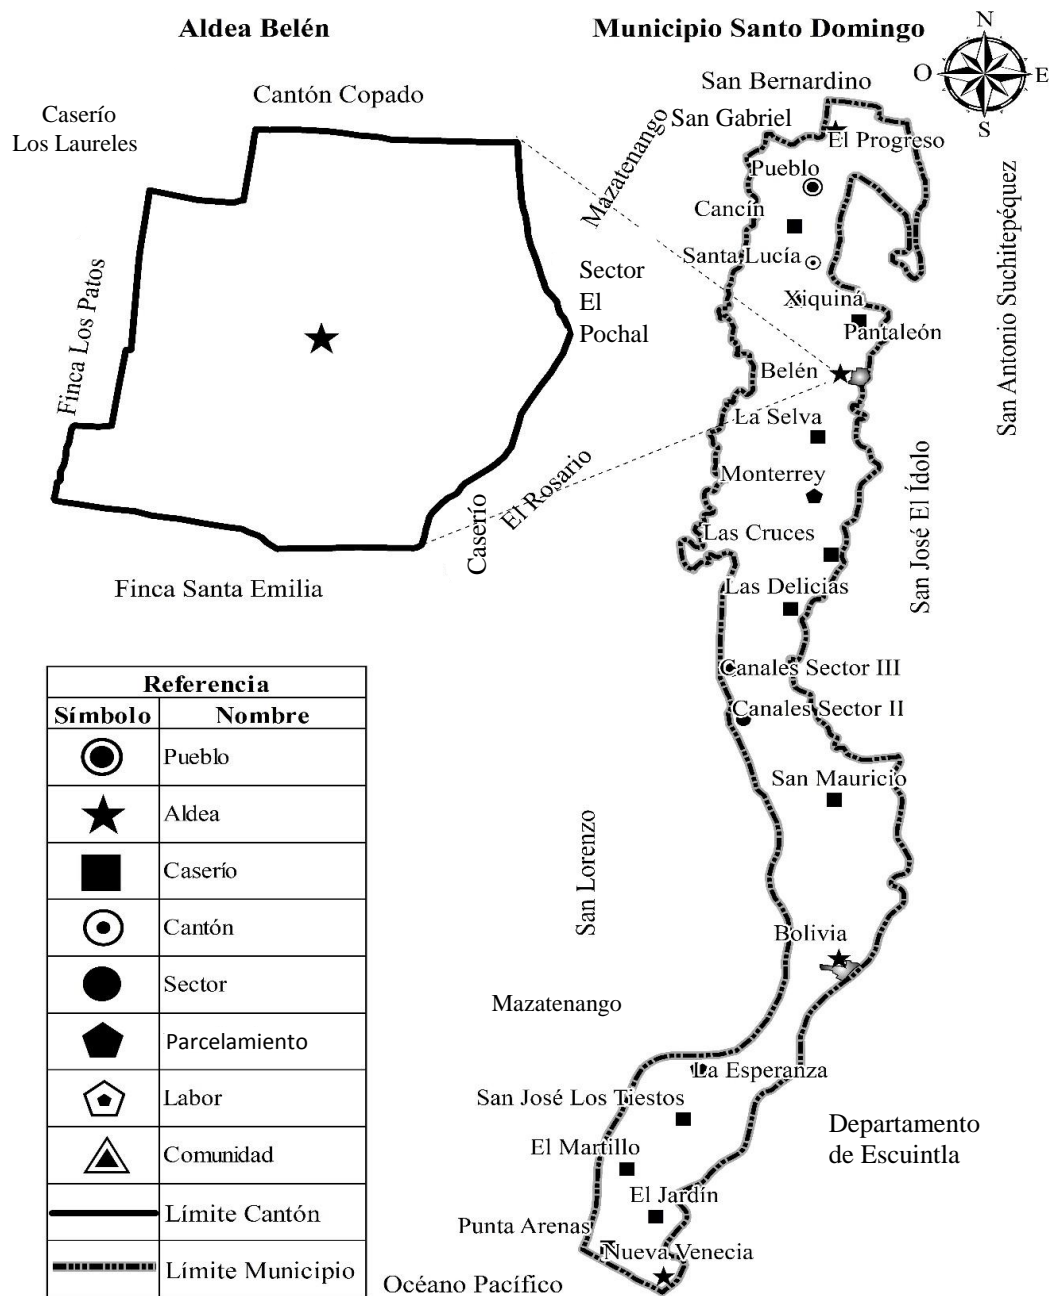 Aldea Belén
Municipio Santo Domingo
N
O
E
S
Caserío
Los Laureles
Cantón Copado
Finca Los Patos
Sector
El
Pochal
Caserío
El Rosario
Finca Santa Emilia
San Bernardino
San Gabriel
Mazatenango
El Progreso
Pueblo
Cancín
Santa Lucía
Xiquiná
Pantaleón
Belén
La Selva
Monterrey
Las Cruces
Las Delicias
Canales Sector III
Canales Sector II
San Mauricio
Bolivia
La Esperanza
San José Los Tiestos
El Martillo
El Jardín
Punta Arenas
Nueva Venecia
San Antonio Suchitepéquez
San José El Ídolo
San Lorenzo
Mazatenango
Departamento
de Escuintla
Océano Pacífico
Referencia
Símbolo Nombre
Pueblo
Aldea
Caserío
Cantón
Sector
Parcelamiento
Labor
Comunidad
Límite Cantón
Límite Municipio